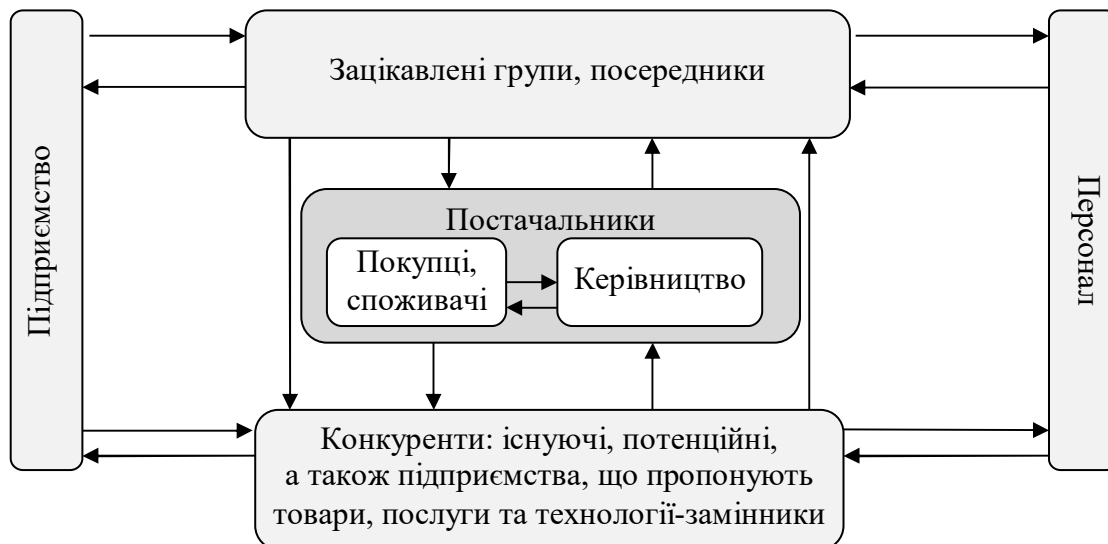 Підприємство
Зацікавлені групи, посередники
Постачальники
Покупці,
споживачі
Керівництво
Конкуренти: існуючі, потенційні,
а також підприємства, що пропонують
товари, послуги та технології-замінники
Персонал